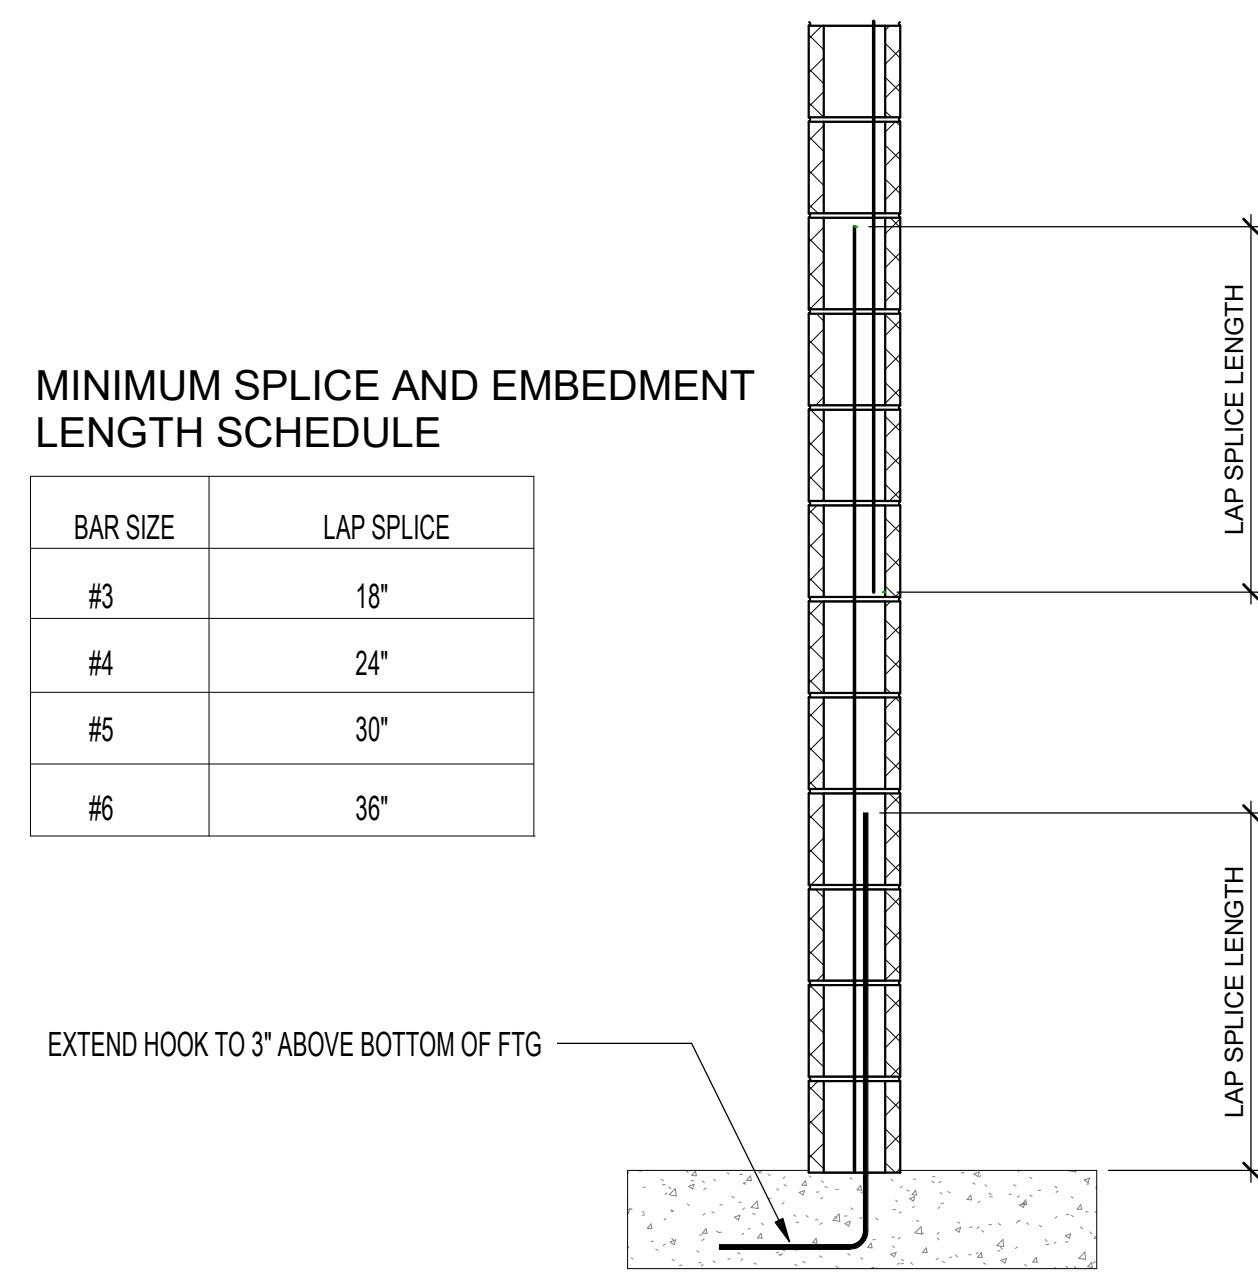 MINIMUM SPLICE AND EMBEDMENT
LENGTH SCHEDULE
BAR SIZE LAP SPLICE
#3 18"
#4 24"
#5 30"
#6 36"
EXTEND HOOK TO 3" ABOVE BOTTOM OF FTG
LAP SPLICE LENGTH
LAP SPLICE LENGTH